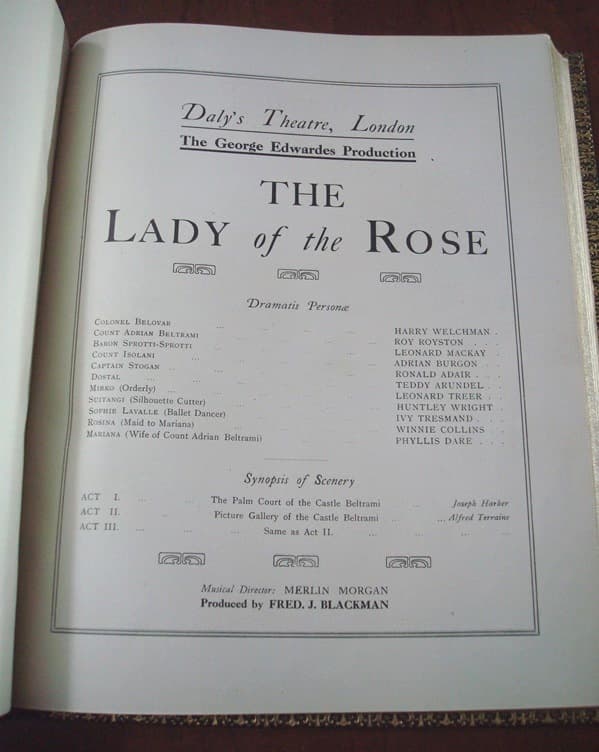 Daly's Theatre, London
The George Edwardes Production
THE
LADY of the ROSE
Dramatis Personæ
COLONEL BELOVAR ... HARRY WELCHMAN .
COUNT ADRIAN BELTRAMI ... ROY ROYSTON . . .
BARON SPROTTI-SPROTTI ... LEONARD MACKAY .
COUNT ISOLANI ... ADRIAN BURGON . .
CAPTAIN STOGAN ... RONALD ADAIR . . .
DOSTAL ... TEDDY ARUNDEL . .
MIRKO (Orderly) ... LEONARD TREER . .
SUITANGI (Silhouette Cutter) ... HUNTLEY WRIGHT .
SOPHIE LAVALLE (Ballet Dancer) ... IVY TRESMAND . . .
ROSINA (Maid to Mariana) ... WINNIE COLLINS . .
MARIANA (Wife of Count Adrian Beltrami) ... PHYLLIS DARE . . .
Synopsis of Scenery
ACT I. ... ... The Palm Court of the Castle Beltrami ... Joseph Harker
ACT II. ... ... Picture Gallery of the Castle Beltrami ... ... Alfred Terraine
ACT III. ... ... ... Same as Act II. ... ... ... ...
Musical Director: MERLIN MORGAN
Produced by FRED. J. BLACKMAN